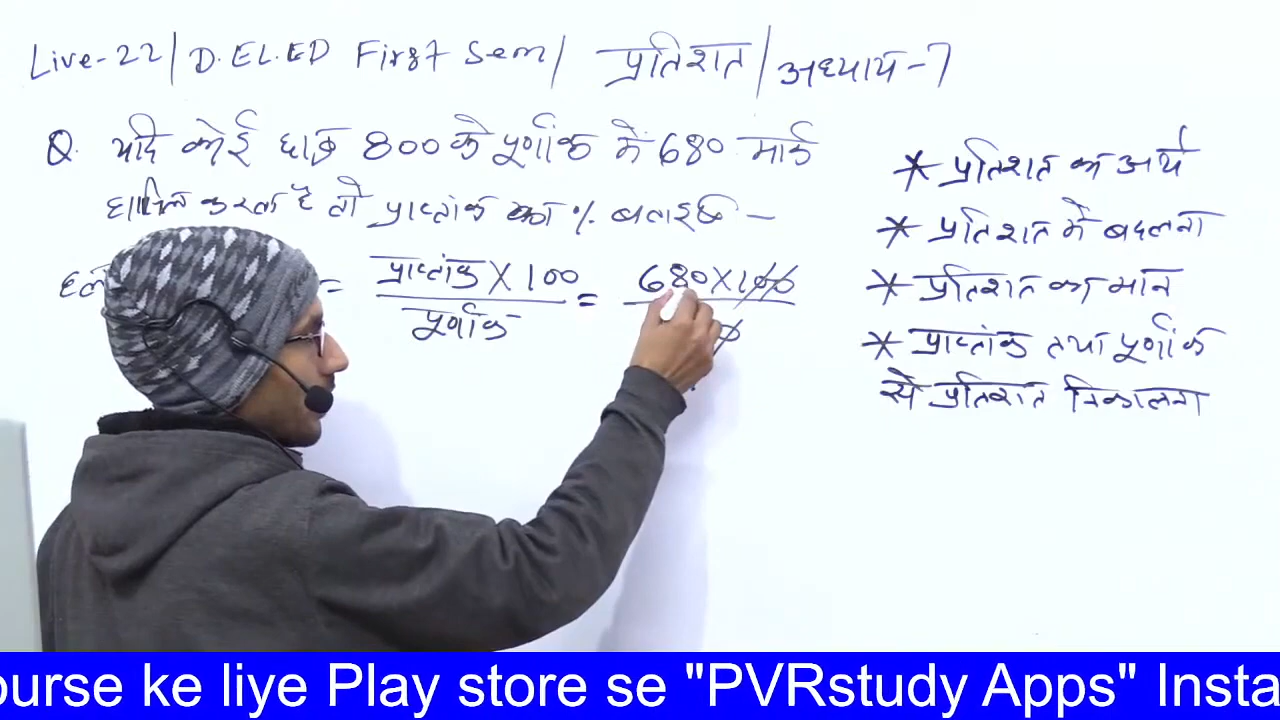 Live-22 | D.EL.ED First Sem | प्रतिशत | अध्याय-7
Q. यदि कोई छात्र 800 के पूर्णांक में 680 मार्क
हासिल करता है तो प्राप्तांक का % बताइए -
= प्राप्तांक X 100 = 680 X 100
पूर्णांक
* प्रतिशत का अर्थ
* प्रतिशत में बदलना
* प्रतिशत का मान
* प्राप्तांक तथा पूर्णांक
से प्रतिशत निकालना
ourse ke liye Play store se "PVRstudy Apps" Insta